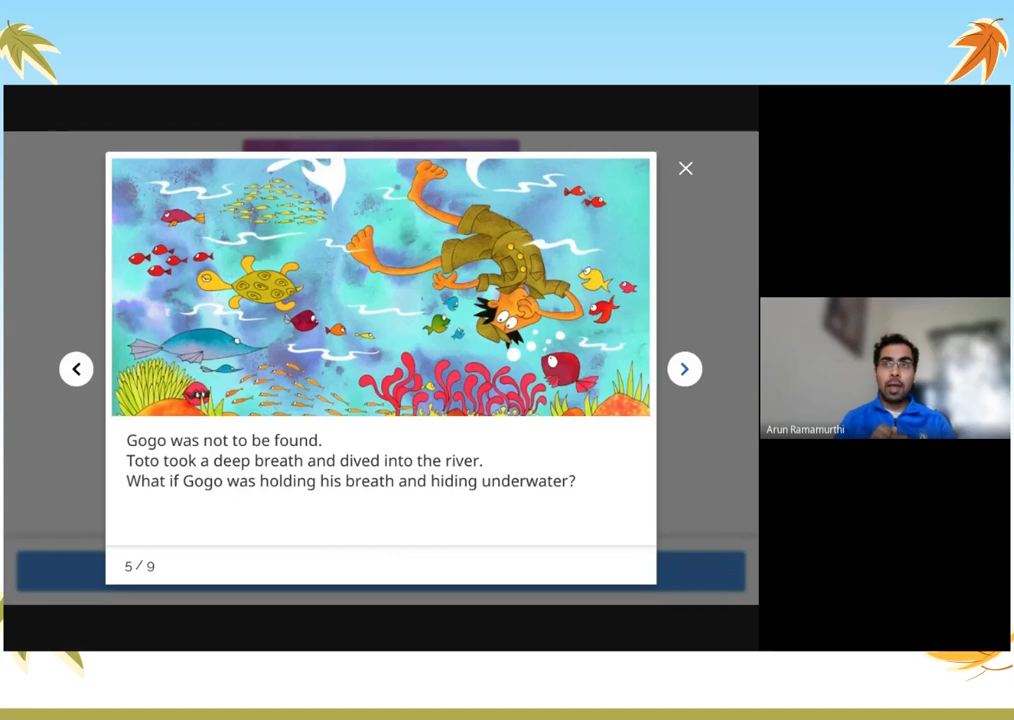 Gogo was not to be found.
Toto took a deep breath and dived into the river.
What if Gogo was holding his breath and hiding underwater?
5 / 9
Arun Ramamurthi